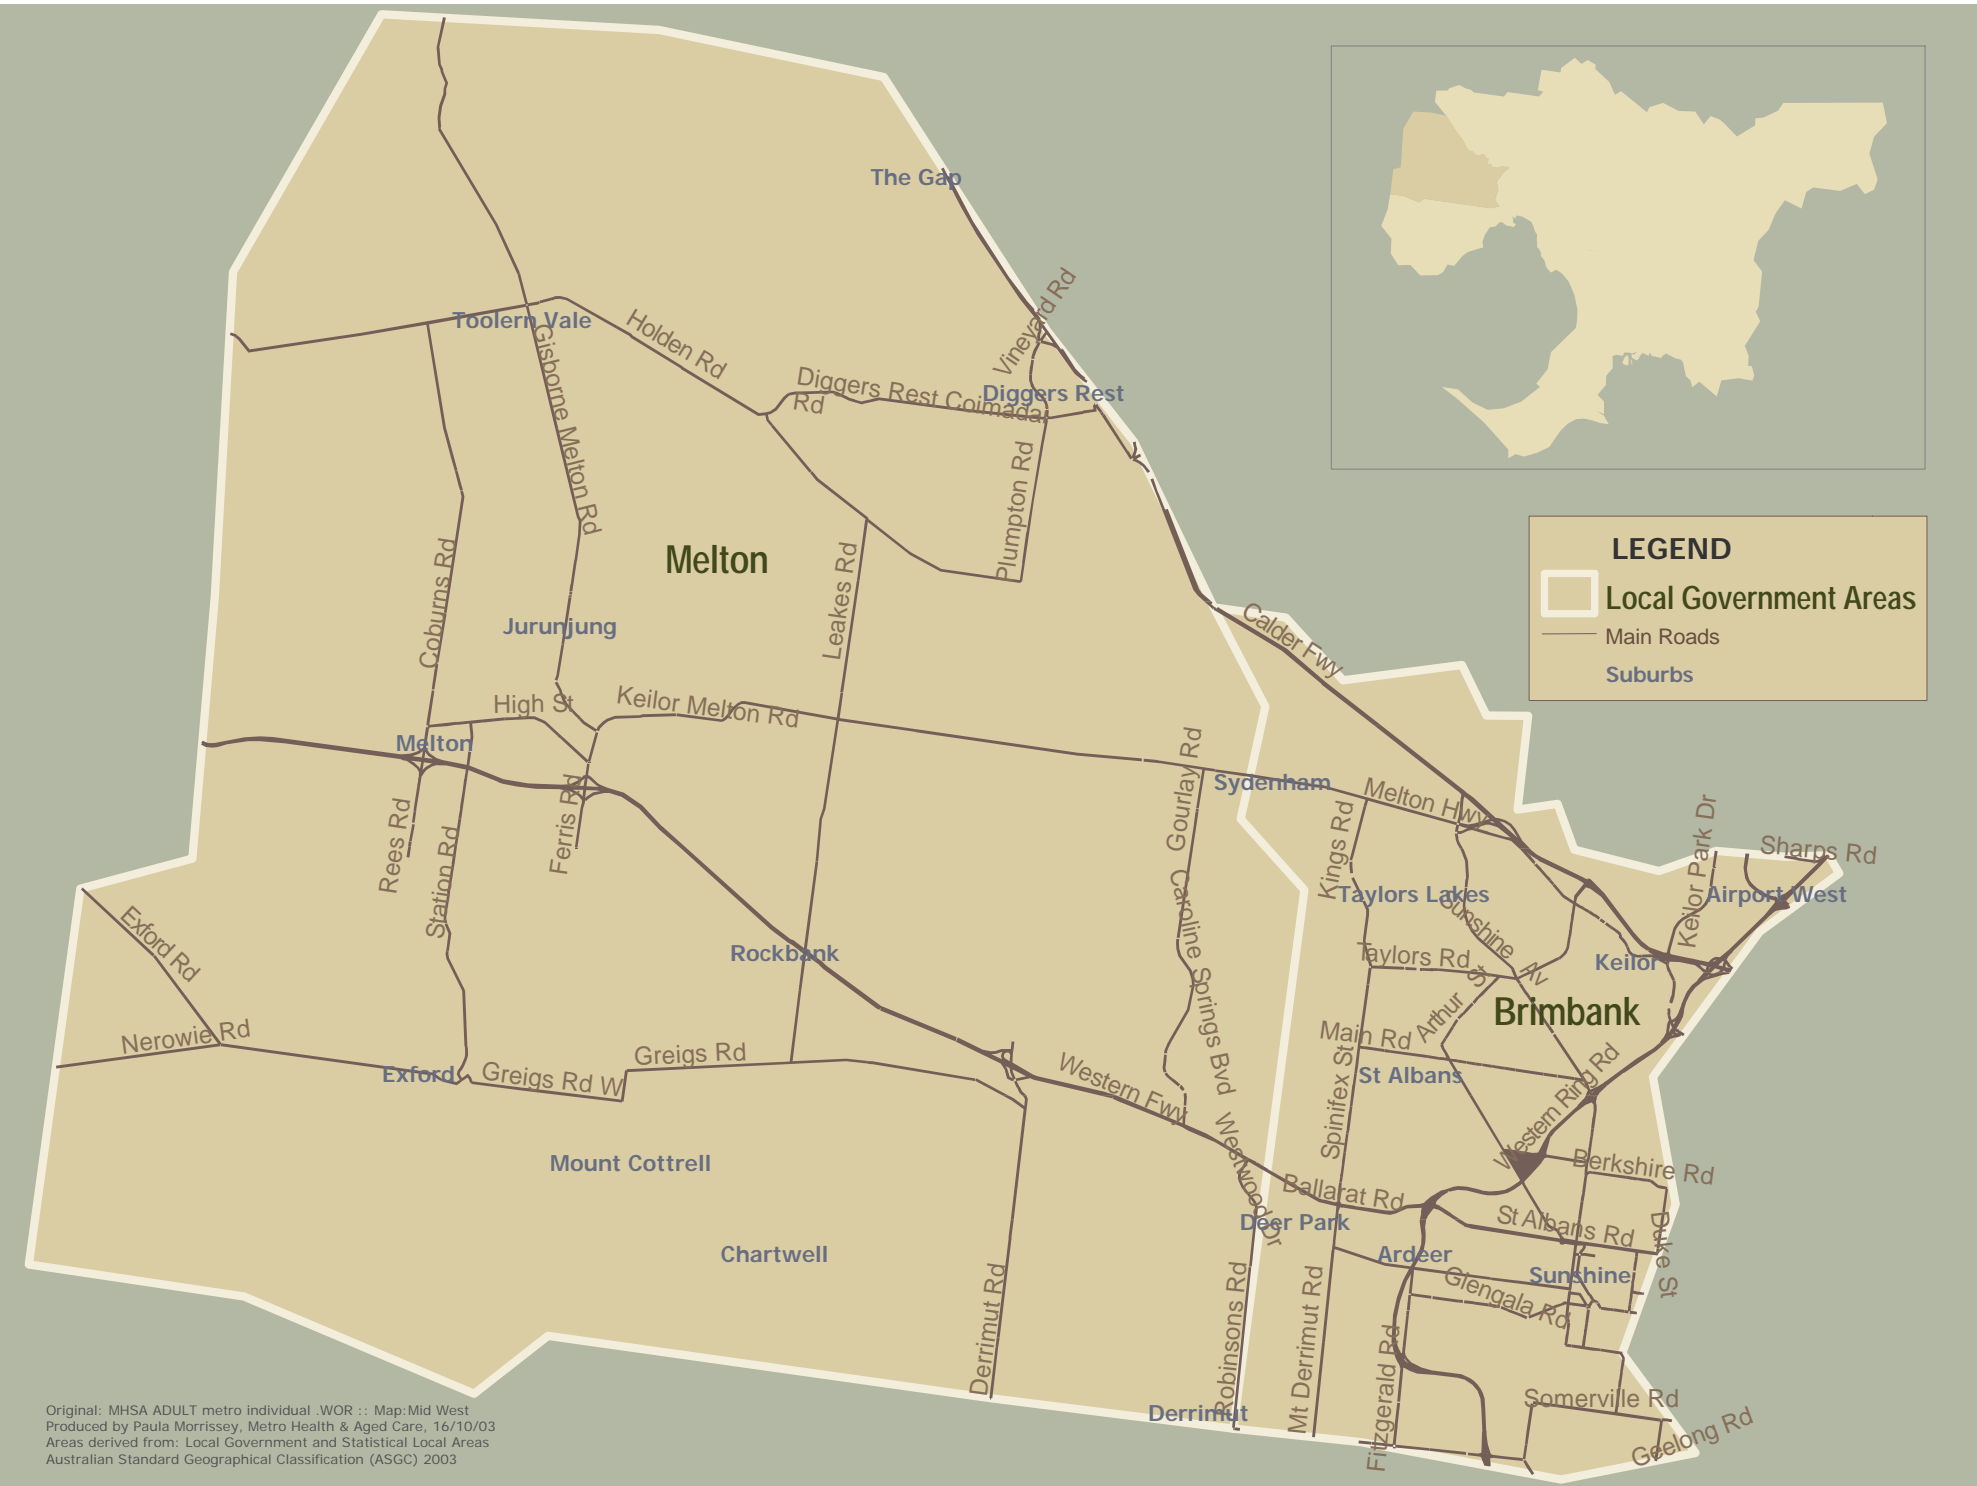 The Gap
Vineyard Rd
Toolern Vale
Holden Rd
Gisborne Melton Rd
Diggers Rest Coimadai
Rd
Diggers Rest
Plumpton Rd
Coburns Rd
Melton
Leakes Rd
Jurunjung
LEGEND
Local Government Areas
Main Roads
Suburbs
Calder Fwy
High St
Keilor Melton Rd
Melton
Gourlay Rd
Sydenham
Melton Hwy
Kings Rd
Keilor Park Dr
Sharps Rd
Rees Rd
Station Rd
Ferris Rd
Taylors Lakes
Airport West
Sunshine Av
Caroline Springs Bvd
Exford Rd
Rockbank
Taylors Rd
Keilor
Arthur St
Brimbank
Nerowie Rd
Main Rd
Greigs Rd
Exford
Greigs Rd W
Western Fwy
St Albans
Spinifex St
Western Ring Rd
Westwood Dr
Mount Cottrell
Berkshire Rd
Ballarat Rd
Deer Park
St Albans Rd
Duke St
Chartwell
Ardeer
Sunshine
Glengala Rd
Derrimut Rd
Robinsons Rd
Mt Derrimut Rd
Fitzgerald Rd
Somerville Rd
Derrimut
Geelong Rd
Original: MHSA ADULT metro individual .WOR :: Map:Mid West
Produced by Paula Morrissey, Metro Health & Aged Care, 16/10/03
Areas derived from: Local Government and Statistical Local Areas
Australian Standard Geographical Classification (ASGC) 2003